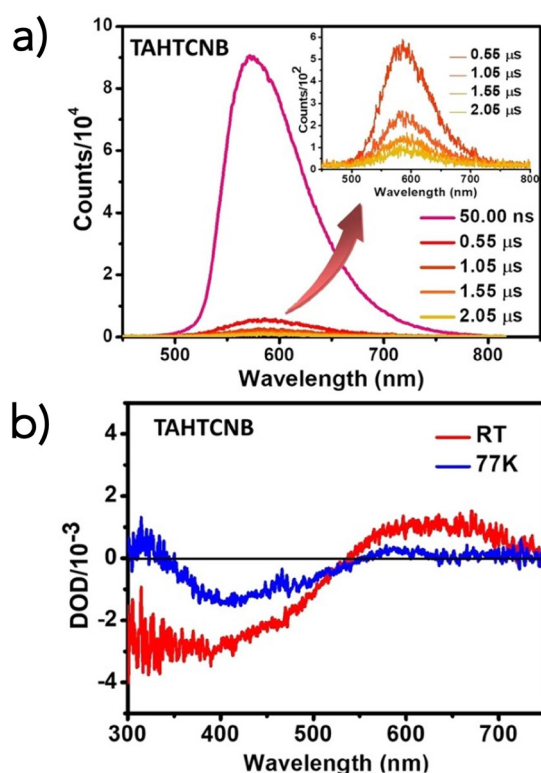 a)
TAHTCNB
Counts/10^4
10
8
6
4
2
0
500 600 700 800
Wavelength (nm)
50.00 ns
0.55 µs
1.05 µs
1.55 µs
2.05 µs
Counts/10^2
6
5
4
3
2
1
0
500 600 700 800
Wavelength (nm)
0.55 µs
1.05 µs
1.55 µs
2.05 µs
b)
TAHTCNB
RT
77K
DOD/10^-3
4
2
0
-2
-4
300 400 500 600 700
Wavelength (nm)